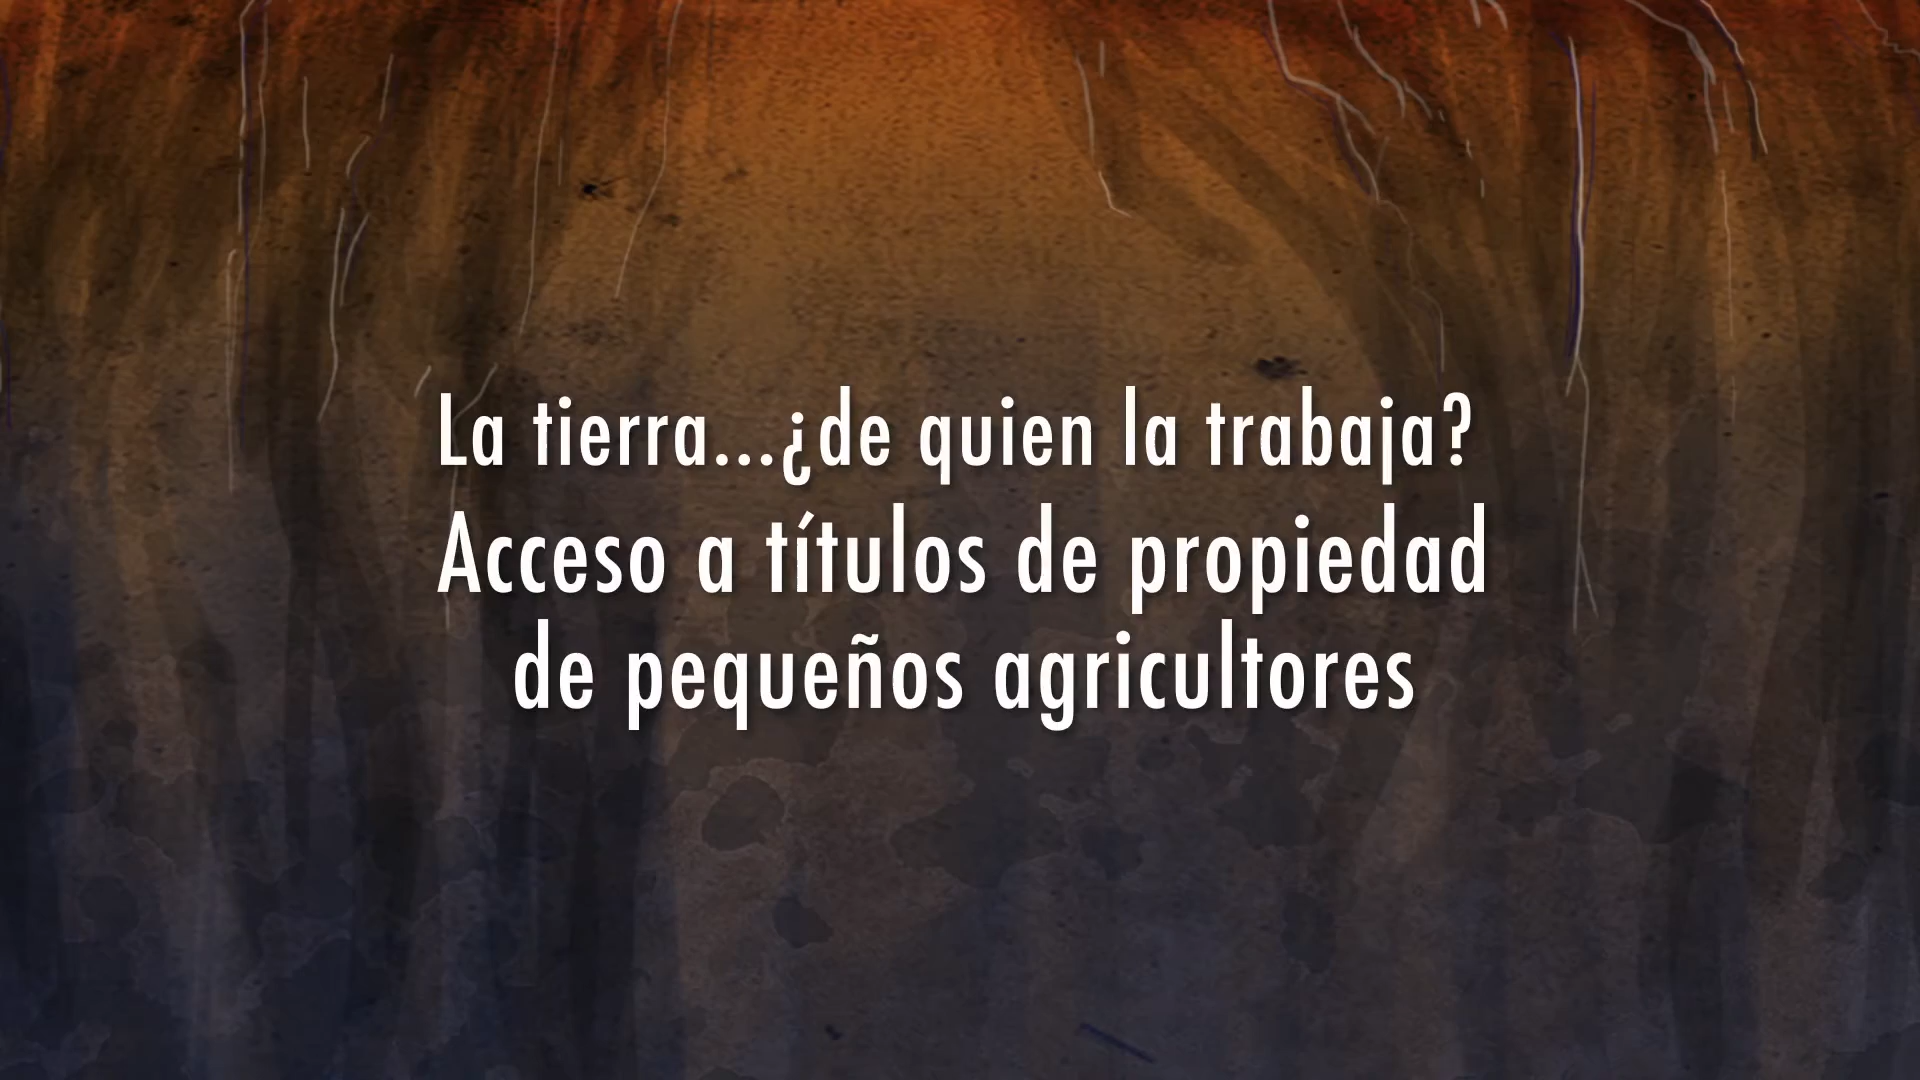 La tierra...¿de quien la trabaja?
Acceso a títulos de propiedad
de pequeños agricultores